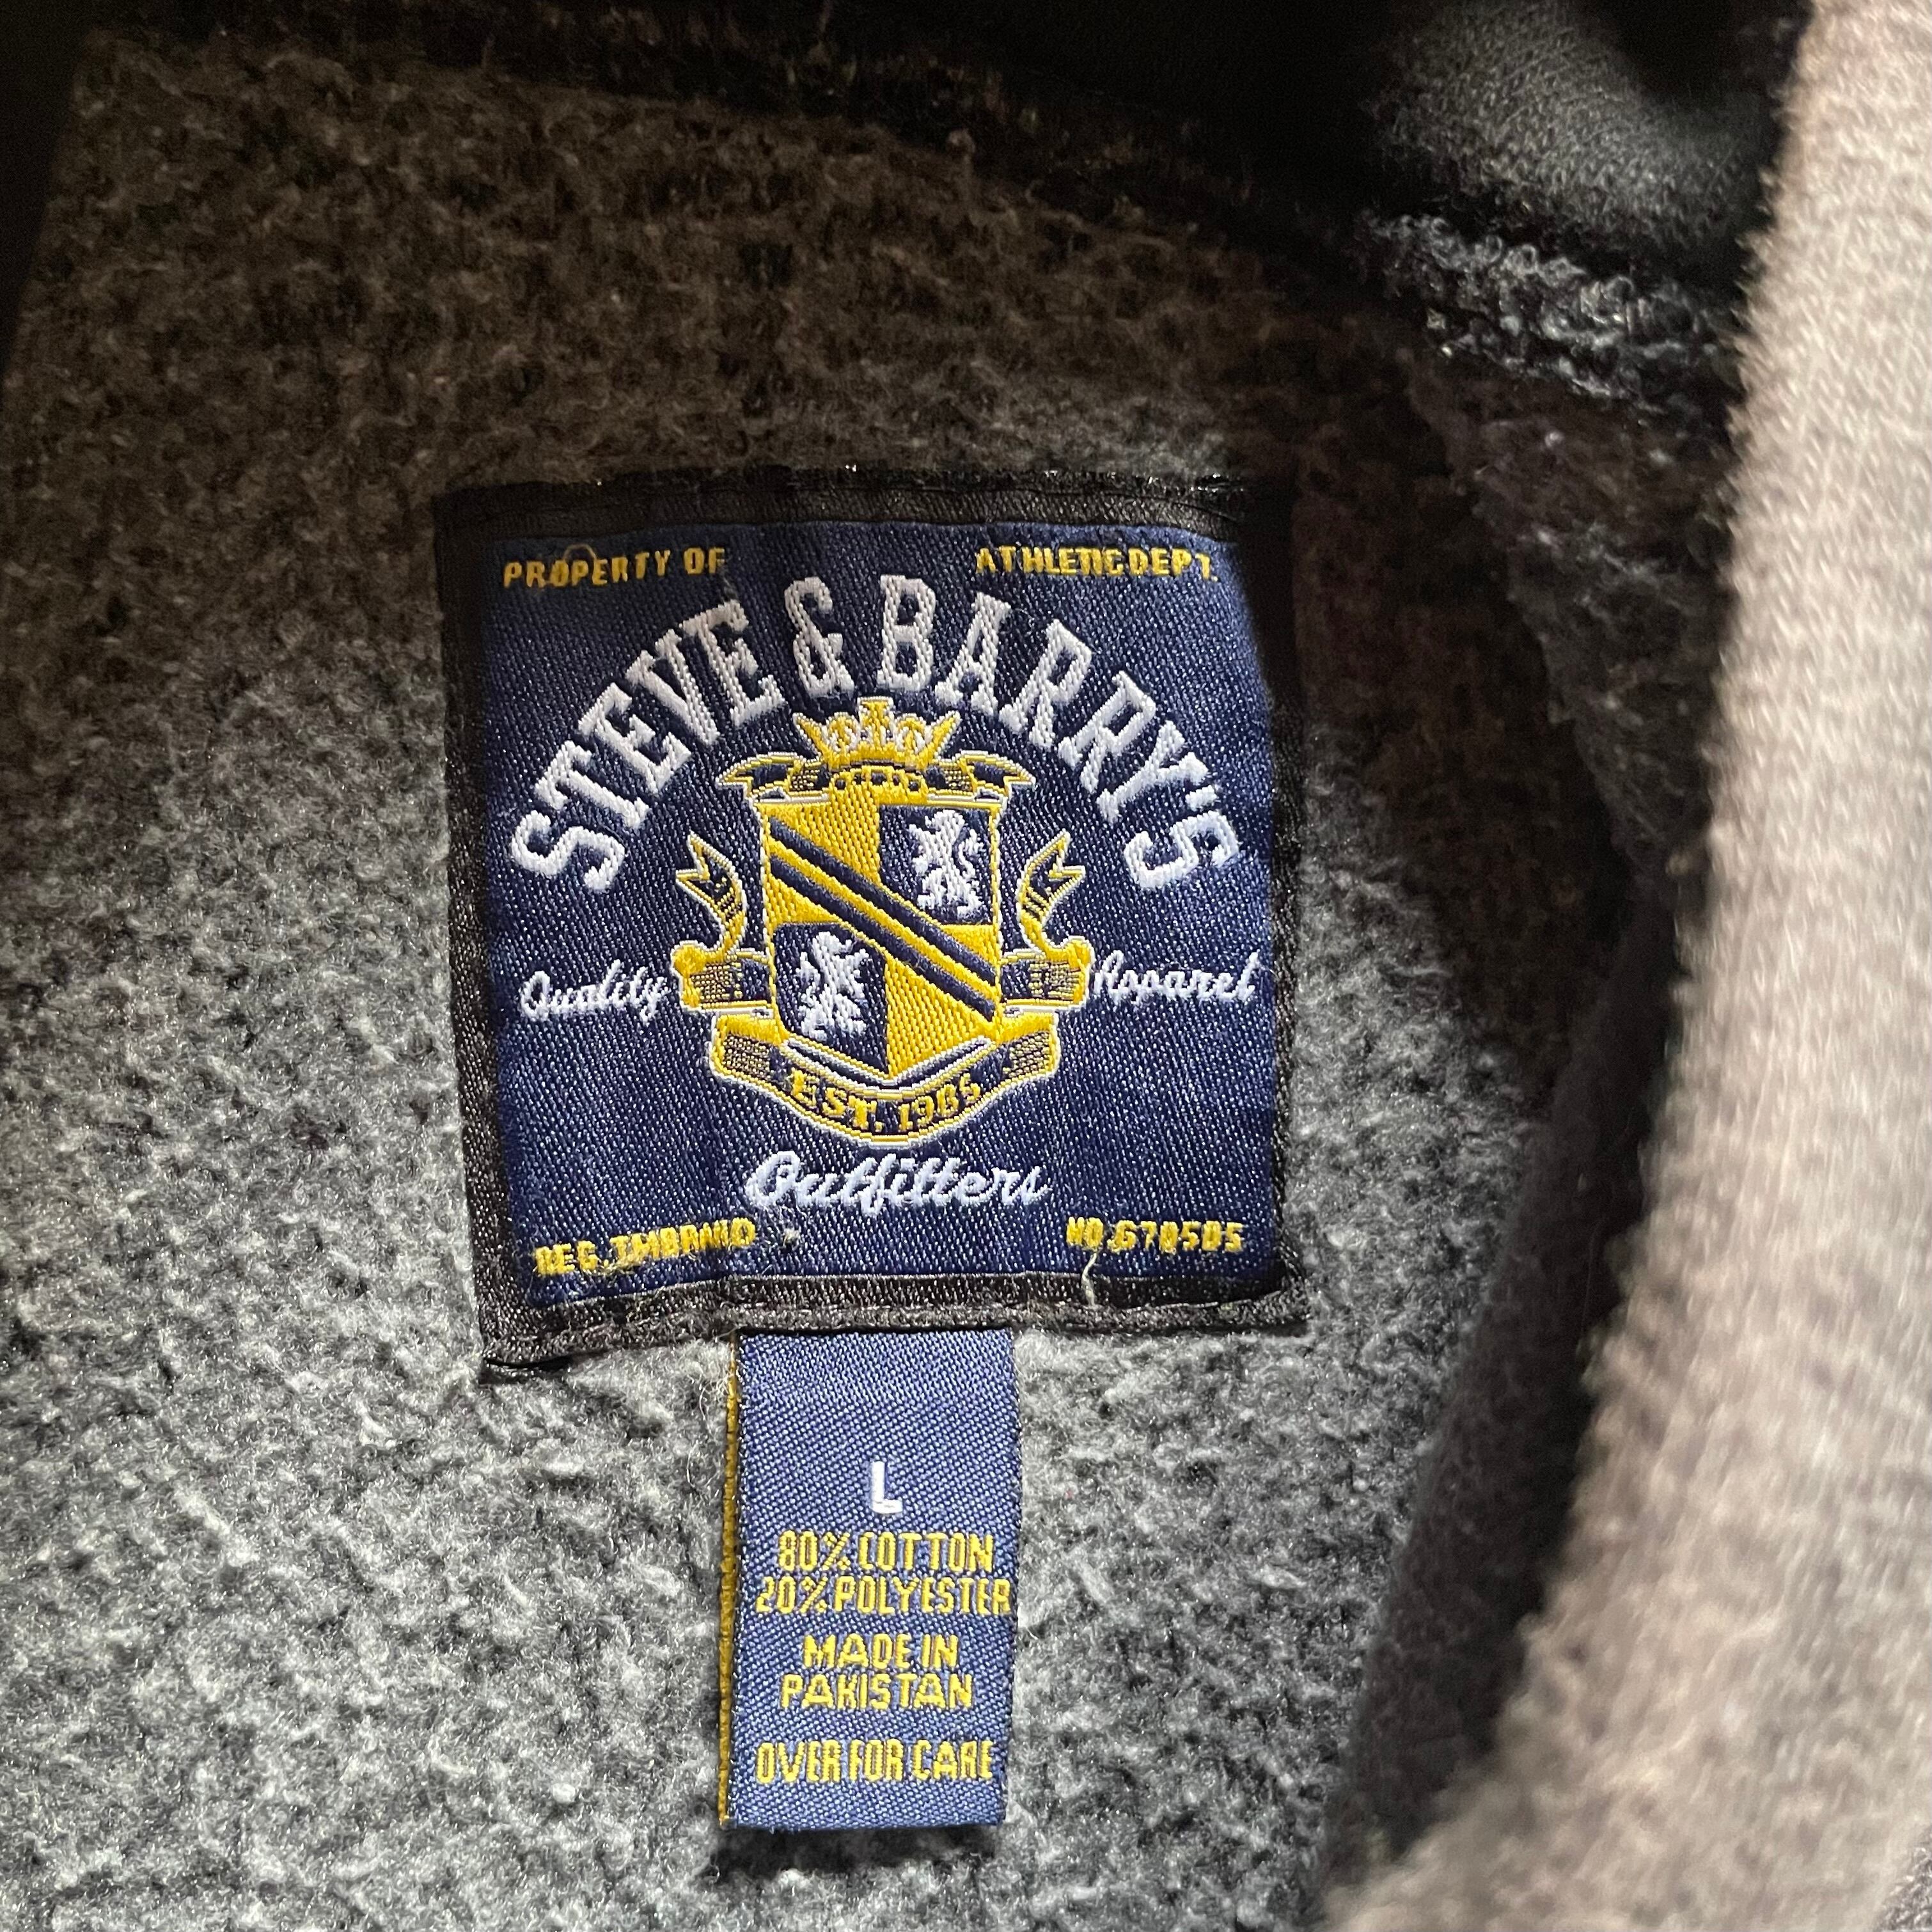 PROPERTY OF ATHLETIC DEPT.
STEVE & BARRY'S
Quality Apparel
EST. 1985
Outfitters
REG. TMBRAND NO. 670505
L
80% COTTON
20% POLYESTER
MADE IN
PAKISTAN
OVER FOR CARE